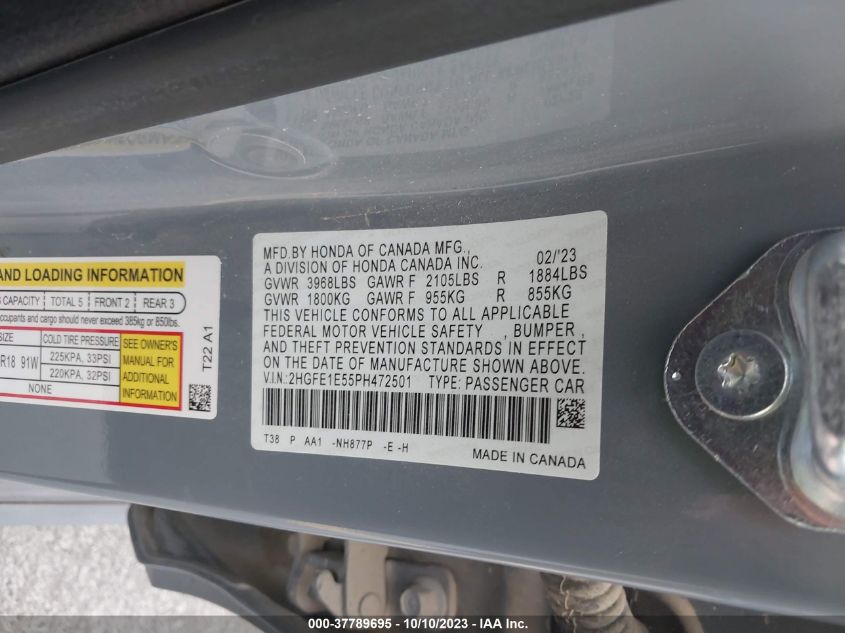 MFD.BY HONDA OF CANADA MFG.,
A DIVISION OF HONDA CANADA INC. 02/'23
GVWR 3968LBS GAWR F 2105LBS R 1884LBS
GVWR 1800KG GAWR F 955KG R 855KG
THIS VEHICLE CONFORMS TO ALL APPLICABLE
FEDERAL MOTOR VEHICLE SAFETY , BUMPER ,
AND THEFT PREVENTION STANDARDS IN EFFECT
ON THE DATE OF MANUFACTURE SHOWN ABOVE.
V.I.N:2HGFE1E55PH472501 TYPE: PASSENGER CAR
T38 P AA1 -NH877P -E -H
MADE IN CANADA
AND LOADING INFORMATION
CAPACITY TOTAL 5 FRONT 2 REAR 3
ccupants and cargo should never exceed 385kg or 850lbs.
SIZE COLD TIRE PRESSURE SEE OWNER'S
R18 91W 225KPA, 33PSI MANUAL FOR
220KPA, 32PSI ADDITIONAL
NONE INFORMATION
T22 A1
000-37789695 - 10/10/2023 - IAA Inc.